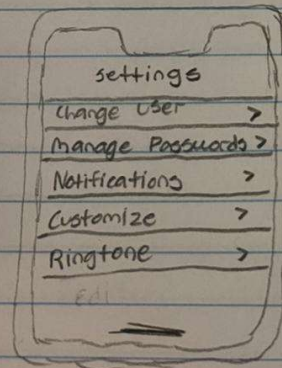 settings
Change User >
Manage Passwords >
Notifications >
Customize >
Ringtone >